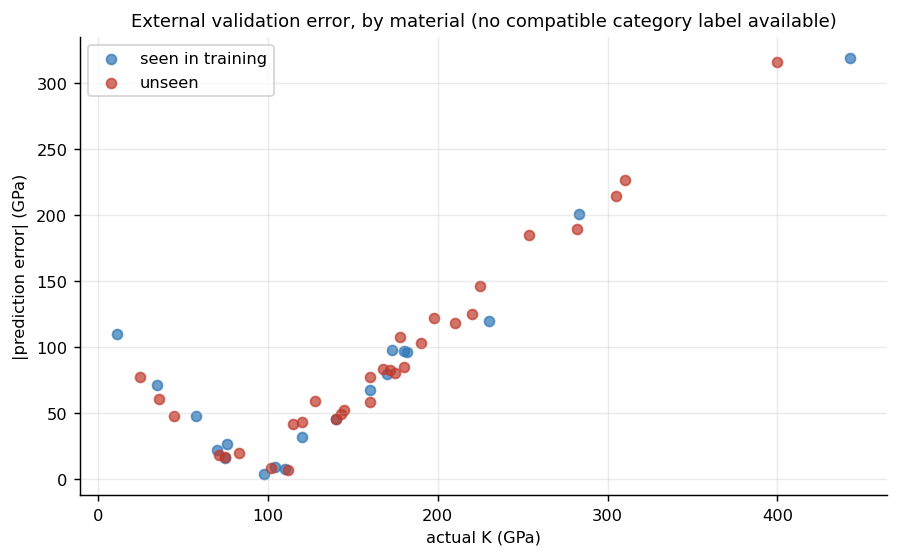 External validation error, by material (no compatible category label available)
seen in training
unseen
|prediction error| (GPa)
300
250
200
150
100
50
0
0 100 200 300 400
actual K (GPa)